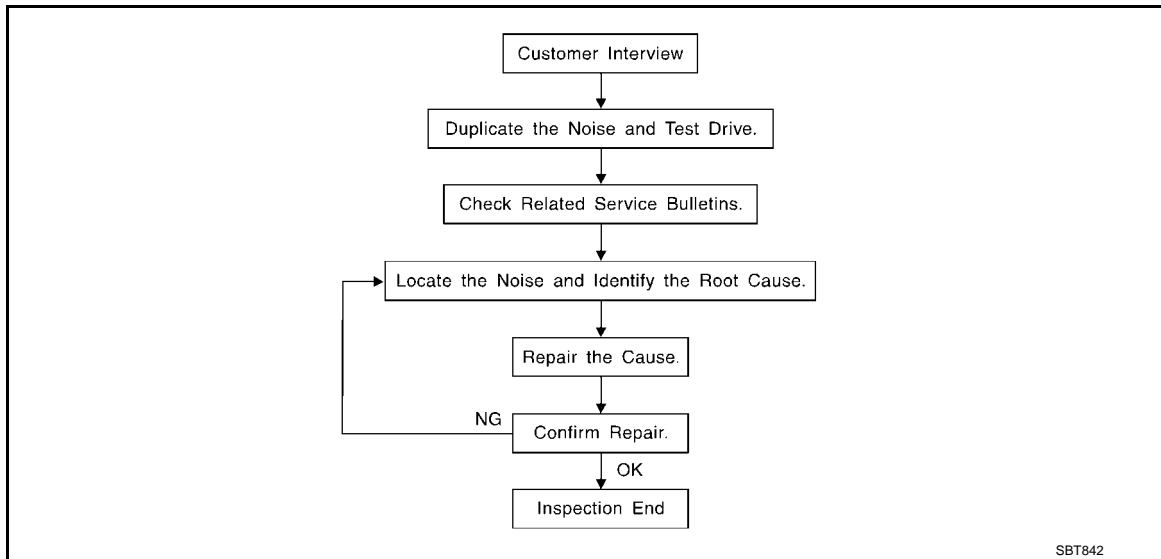 Customer Interview
Duplicate the Noise and Test Drive.
Check Related Service Bulletins.
Locate the Noise and Identify the Root Cause.
Repair the Cause.
NG
Confirm Repair.
OK
Inspection End
SBT842